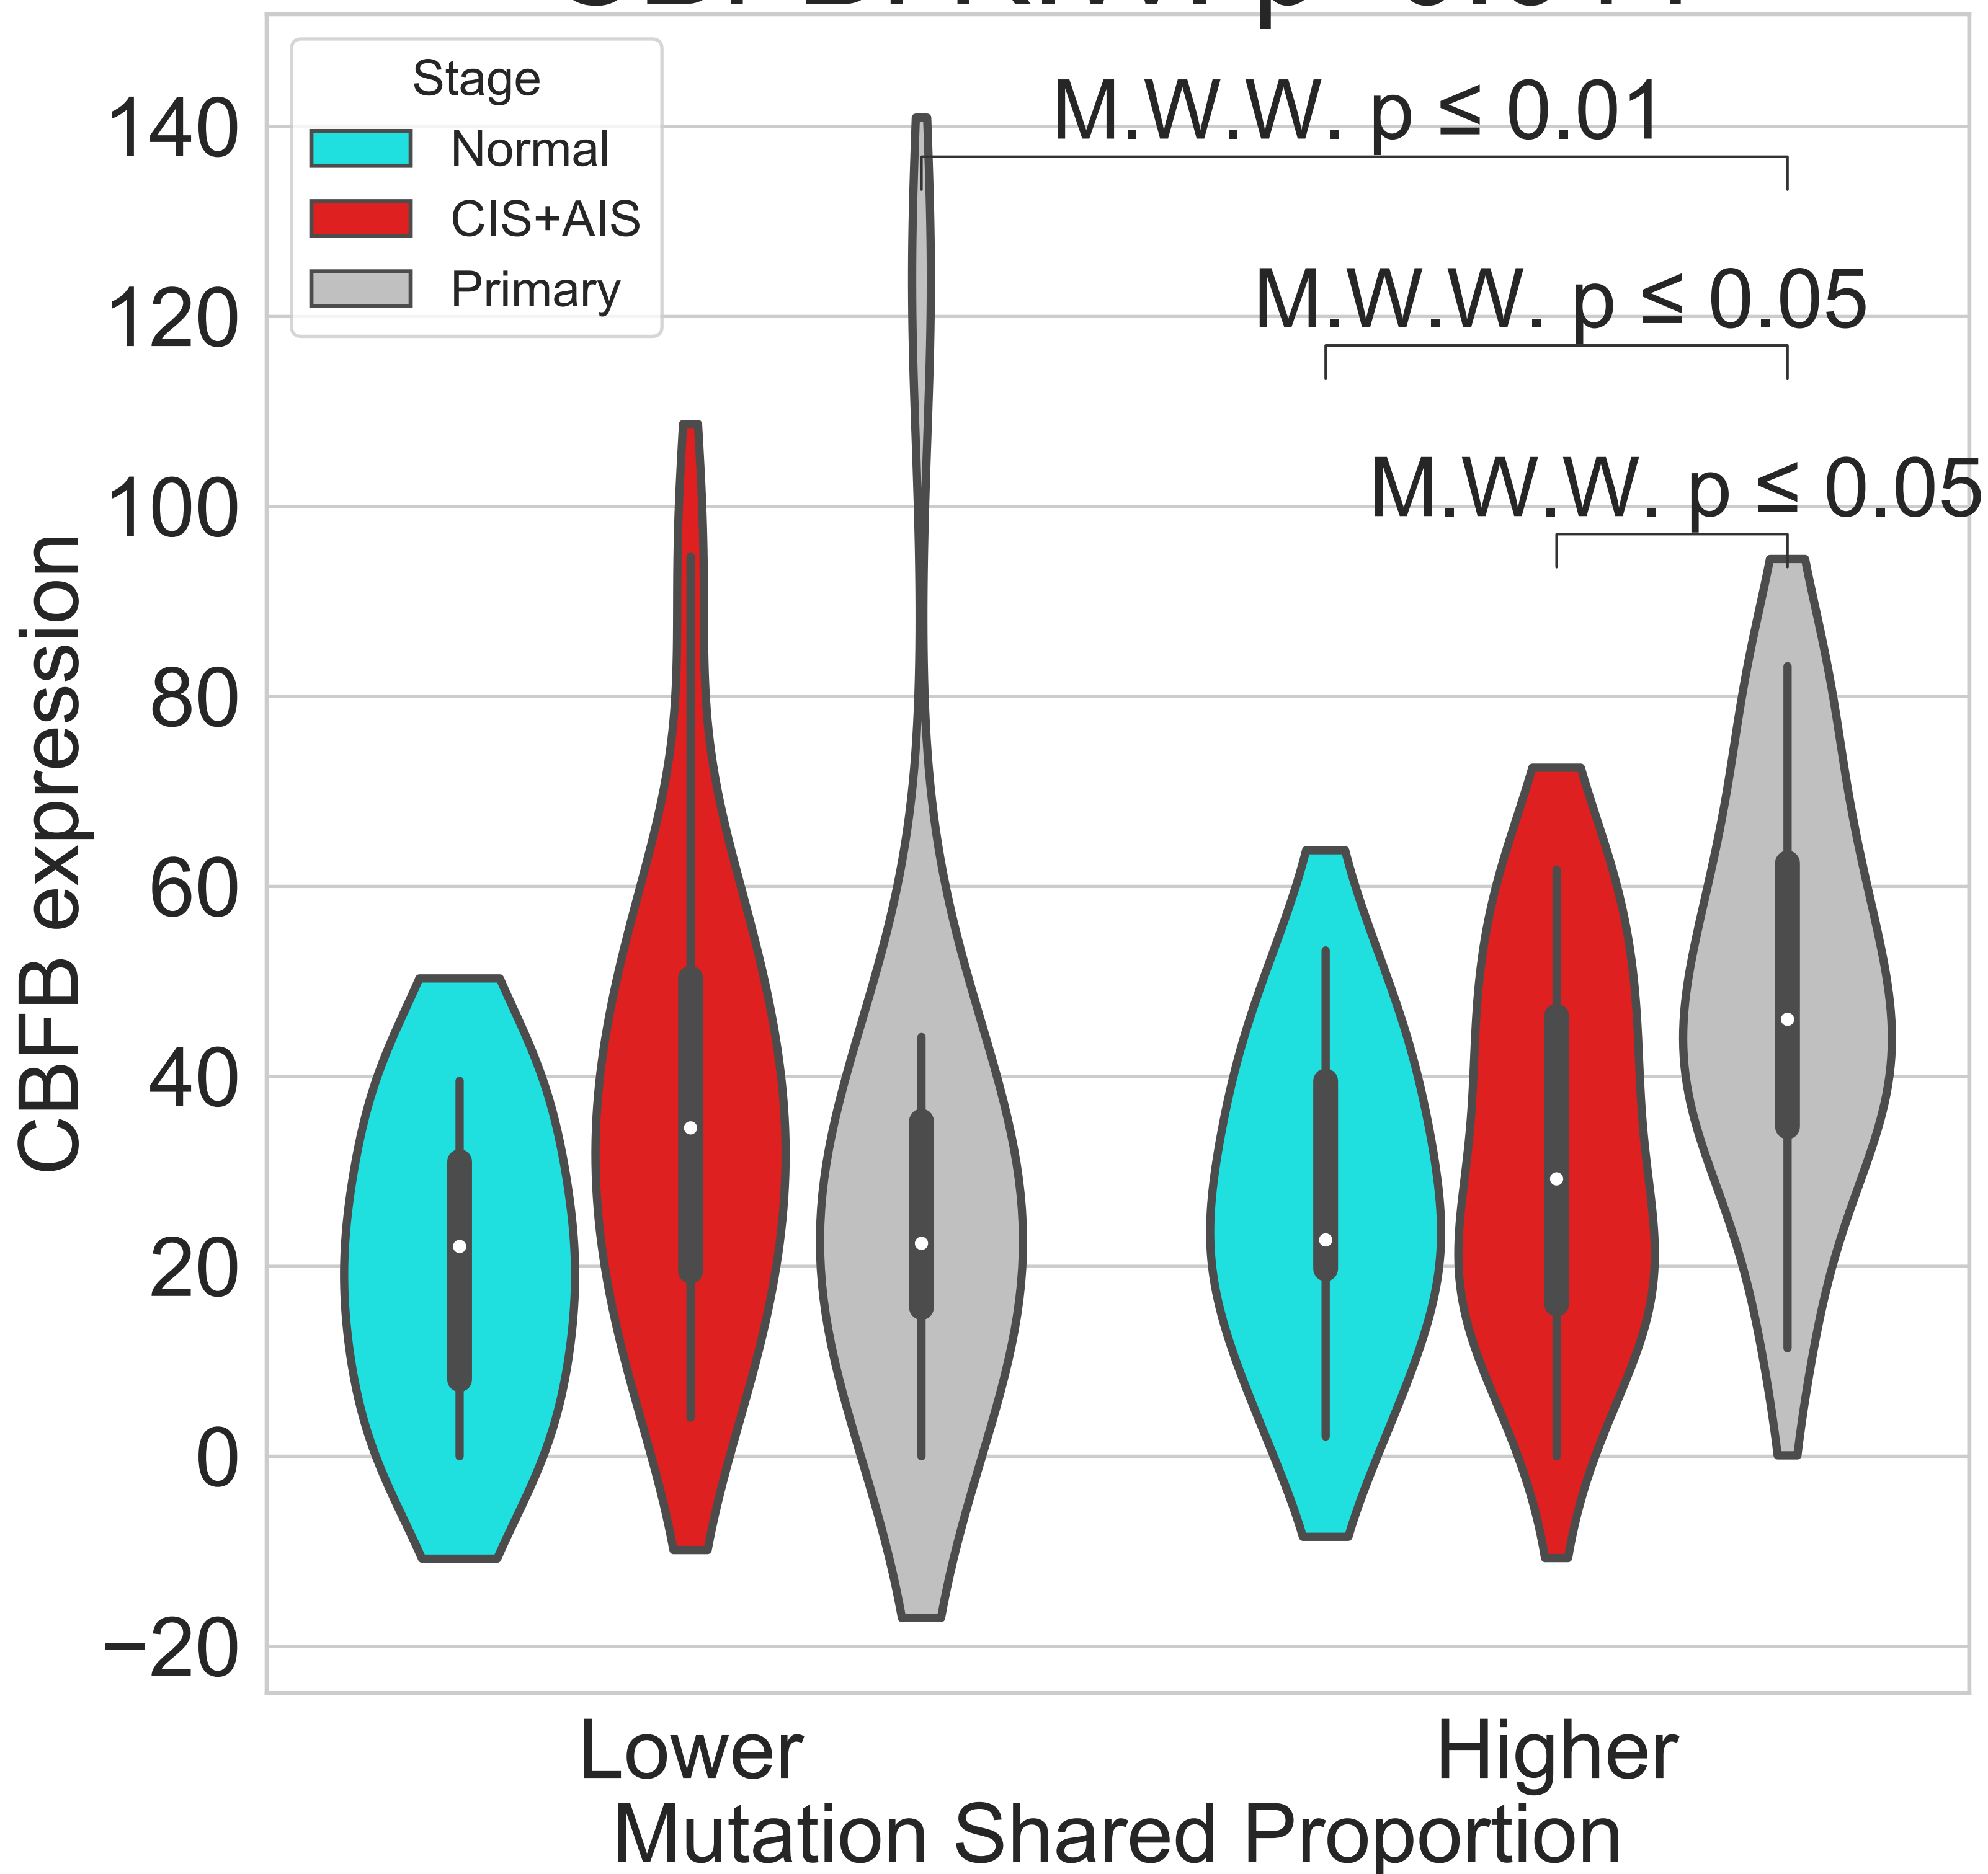 Stage
Normal
CIS+AIS
Primary
M.W.W. p ≤ 0.01
M.W.W. p ≤ 0.05
M.W.W. p ≤ 0.05
140
120
100
80
60
40
20
0
−20
CBFB expression
Lower
Higher
Mutation Shared Proportion